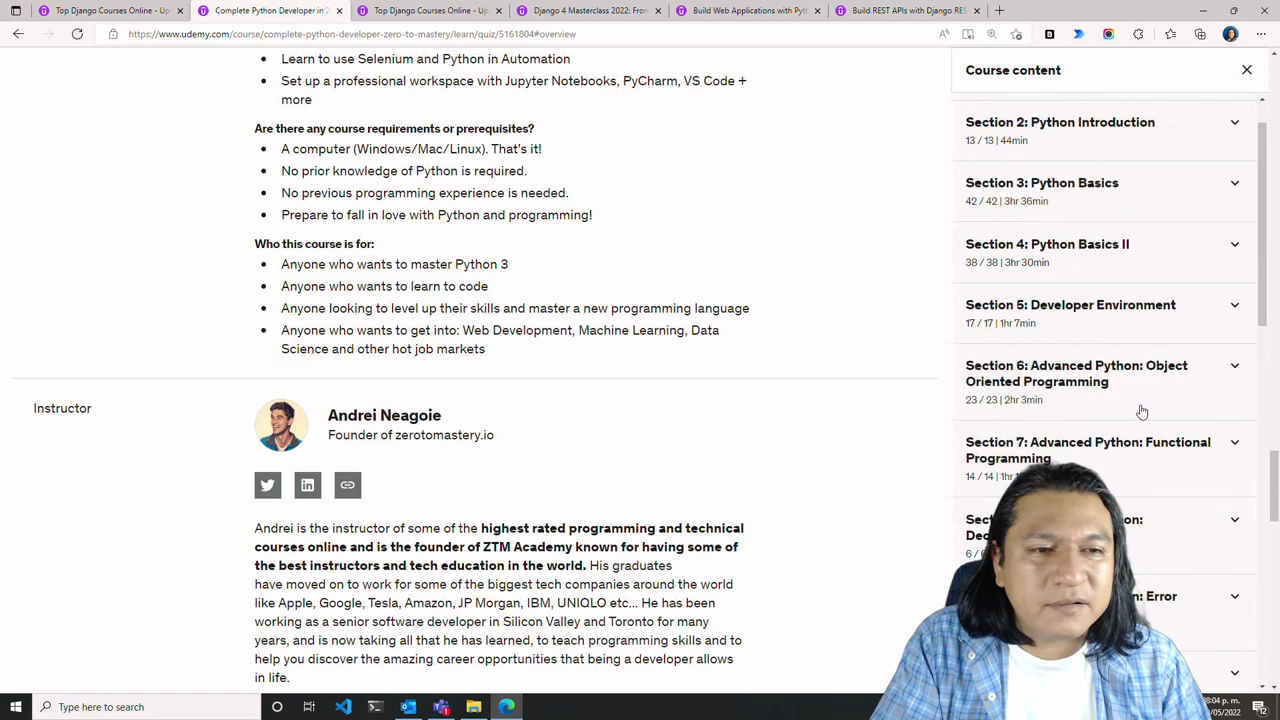 Top Django Courses Online - Up
Complete Python Developer in 2
Top Django Courses Online - Up
Django 4 Masterclass 2022: From
Build Web Applications with Pyth
Build REST APIs with Django RES
https://www.udemy.com/course/complete-python-developer-zero-to-mastery/learn/quiz/5161804#overview
Learn to use Selenium and Python in Automation
Set up a professional workspace with Jupyter Notebooks, PyCharm, VS Code +
more
Are there any course requirements or prerequisites?
A computer (Windows/Mac/Linux). That's it!
No prior knowledge of Python is required.
No previous programming experience is needed.
Prepare to fall in love with Python and programming!
Who this course is for:
Anyone who wants to master Python 3
Anyone who wants to learn to code
Anyone looking to level up their skills and master a new programming language
Anyone who wants to get into: Web Development, Machine Learning, Data
Science and other hot job markets
Instructor
Andrei Neagoie
Founder of zerotomastery.io
Andrei is the instructor of some of the highest rated programming and technical
courses online and is the founder of ZTM Academy known for having some of
the best instructors and tech education in the world. His graduates
have moved on to work for some of the biggest tech companies around the world
like Apple, Google, Tesla, Amazon, JP Morgan, IBM, UNIQLO etc... He has been
working as a senior software developer in Silicon Valley and Toronto for many
years, and is now taking all that he has learned, to teach programming skills and to
help you discover the amazing career opportunities that being a developer allows
in life.
Course content
Section 2: Python Introduction
13 / 13 | 44min
Section 3: Python Basics
42 / 42 | 3hr 36min
Section 4: Python Basics II
38 / 38 | 3hr 30min
Section 5: Developer Environment
17 / 17 | 1hr 7min
Section 6: Advanced Python: Object
Oriented Programming
23 / 23 | 2hr 3min
Section 7: Advanced Python: Functional
Programming
14 / 14 | 1hr
Error
Type here to search
12